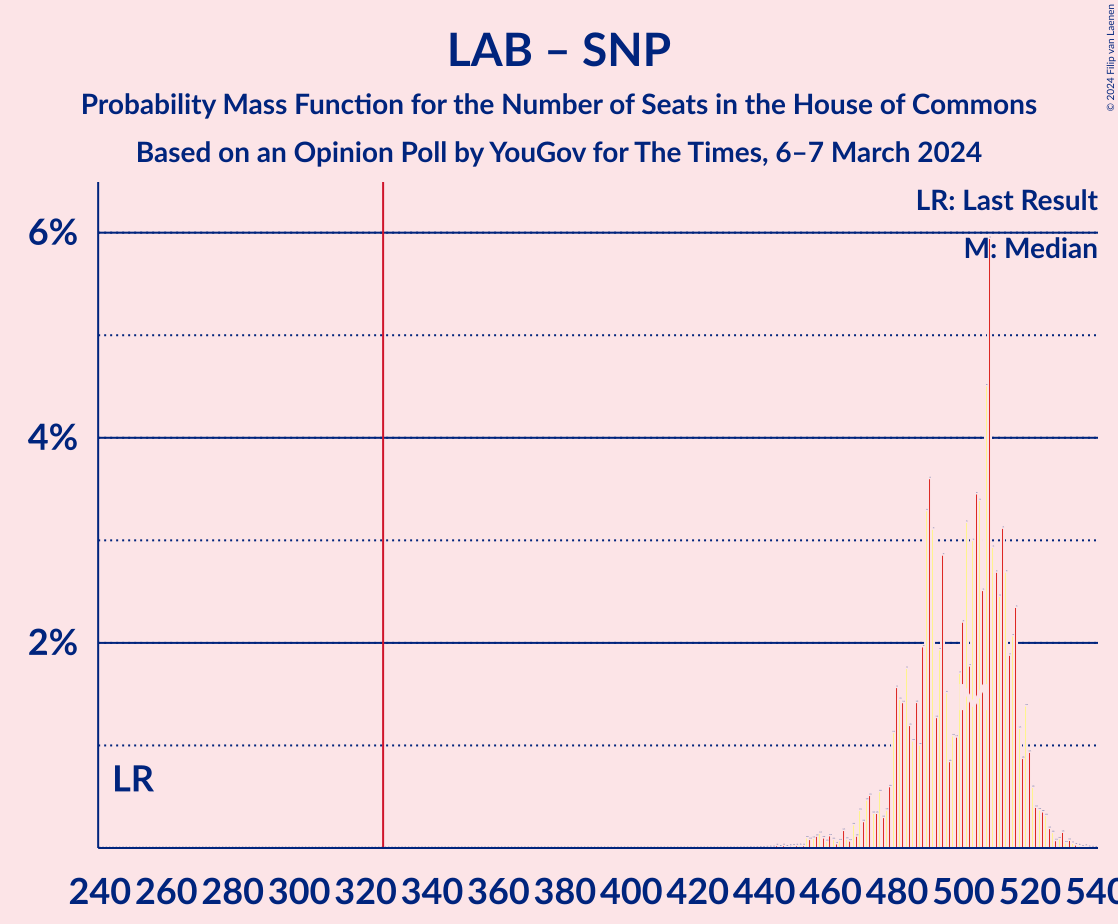 LAB – SNP
Probability Mass Function for the Number of Seats in the House of Commons
Based on an Opinion Poll by YouGov for The Times, 6–7 March 2024
© 2024 Filip van Laenen
LR: Last Result
M: Median
6%
4%
2%
LR
M
240 260 280 300 320 340 360 380 400 420 440 460 480 500 520 540